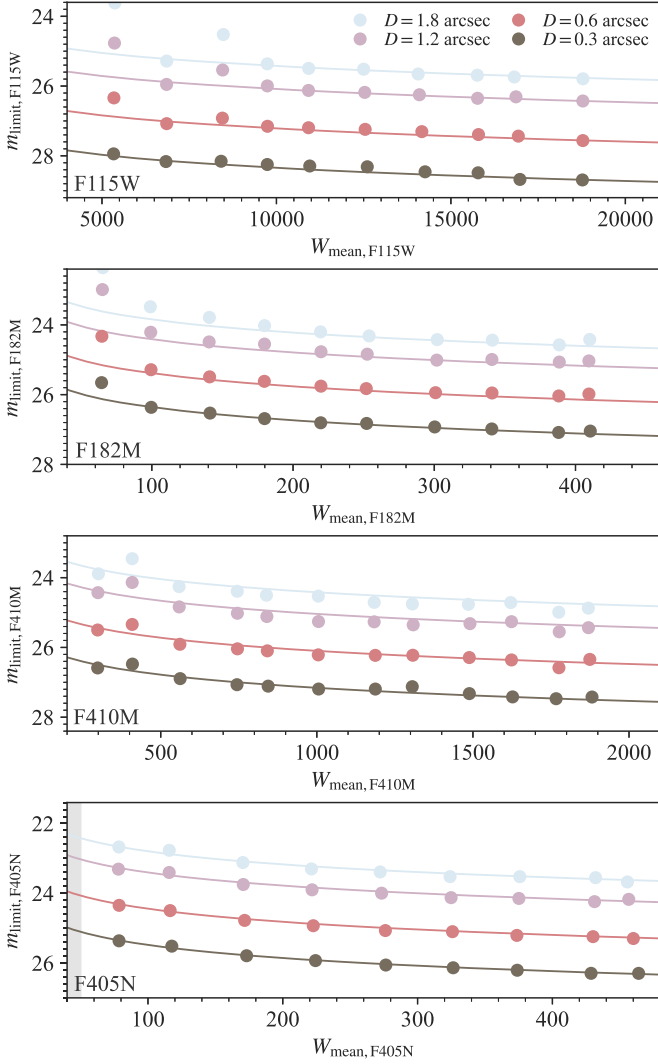 D = 1.8 arcsec D = 0.6 arcsec
D = 1.2 arcsec D = 0.3 arcsec
24
26
28
m_limit, F115W
F115W
5000 10000 15000 20000
W_mean, F115W
24
26
28
m_limit, F182M
F182M
100 200 300 400
W_mean, F182M
24
26
28
m_limit, F410M
F410M
500 1000 1500 2000
W_mean, F410M
22
24
26
m_limit, F405N
F405N
100 200 300 400
W_mean, F405N